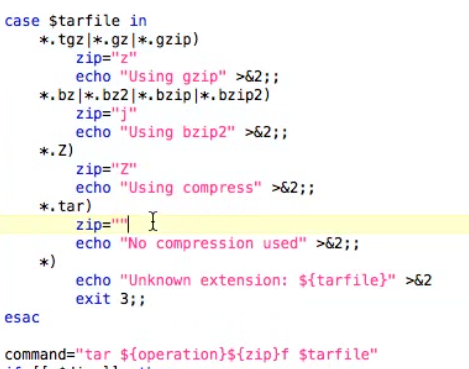 case $tarfile in
    *.tgz|*.gz|*.gzip)
        zip="z"
        echo "Using gzip" >&2;;
    *.bz|*.bz2|*.bzip|*.bzip2)
        zip="j"
        echo "Using bzip2" >&2;;
    *.Z)
        zip="Z"
        echo "Using compress" >&2;;
    *.tar)
        zip=""
        echo "No compression used" >&2;;
    *)
        echo "Unknown extension: ${tarfile}" >&2
        exit 3;;
esac

command="tar ${operation}${zip}f $tarfile"